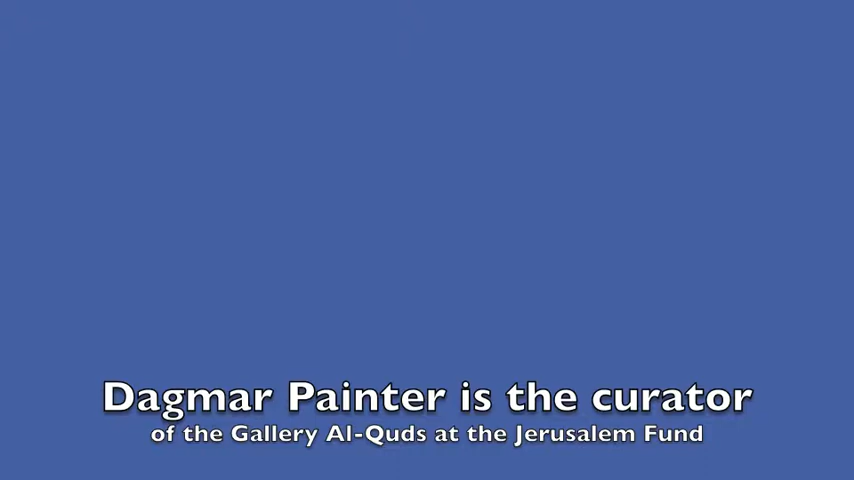 Dagmar Painter is the curator
of the Gallery Al-Quds at the Jerusalem Fund